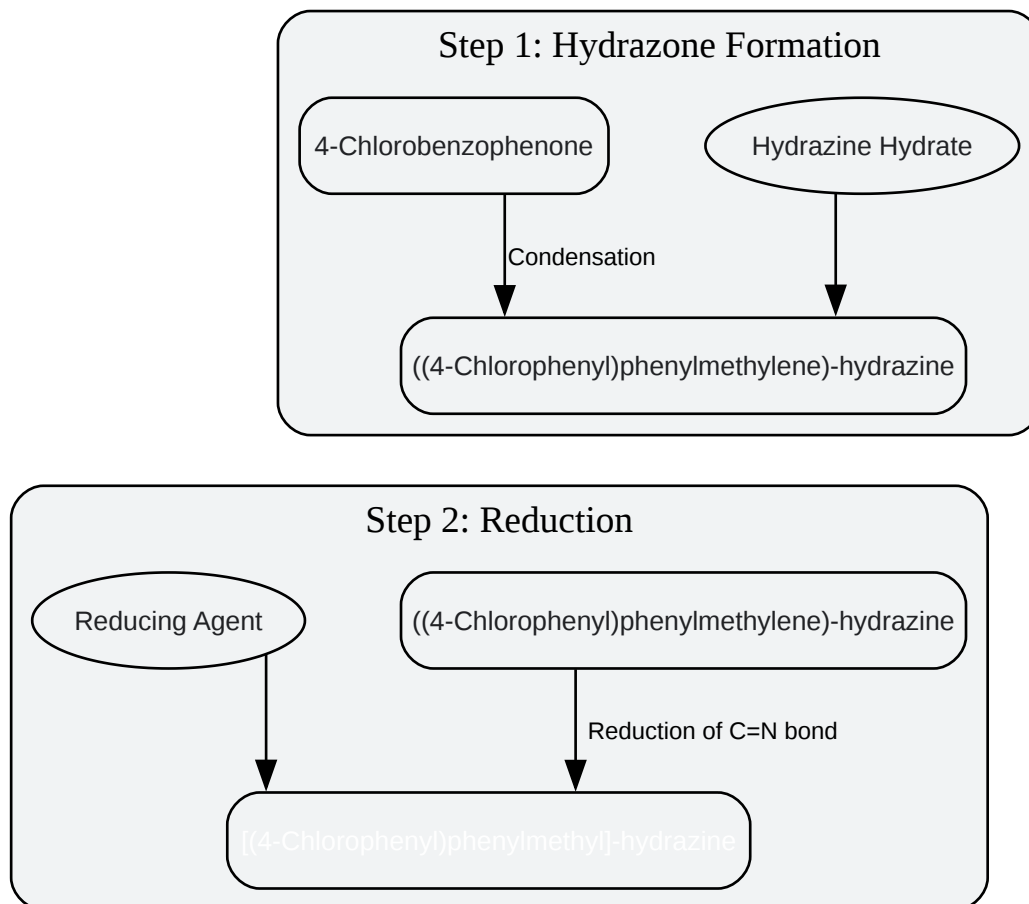 Step 1: Hydrazone Formation
4-Chlorobenzophenone
Hydrazine Hydrate
Condensation
((4-Chlorophenyl)phenylmethylene)-hydrazine
Step 2: Reduction
Reducing Agent
((4-Chlorophenyl)phenylmethylene)-hydrazine
Reduction of C=N bond
[(4-Chlorophenyl)phenylmethyl]-hydrazine